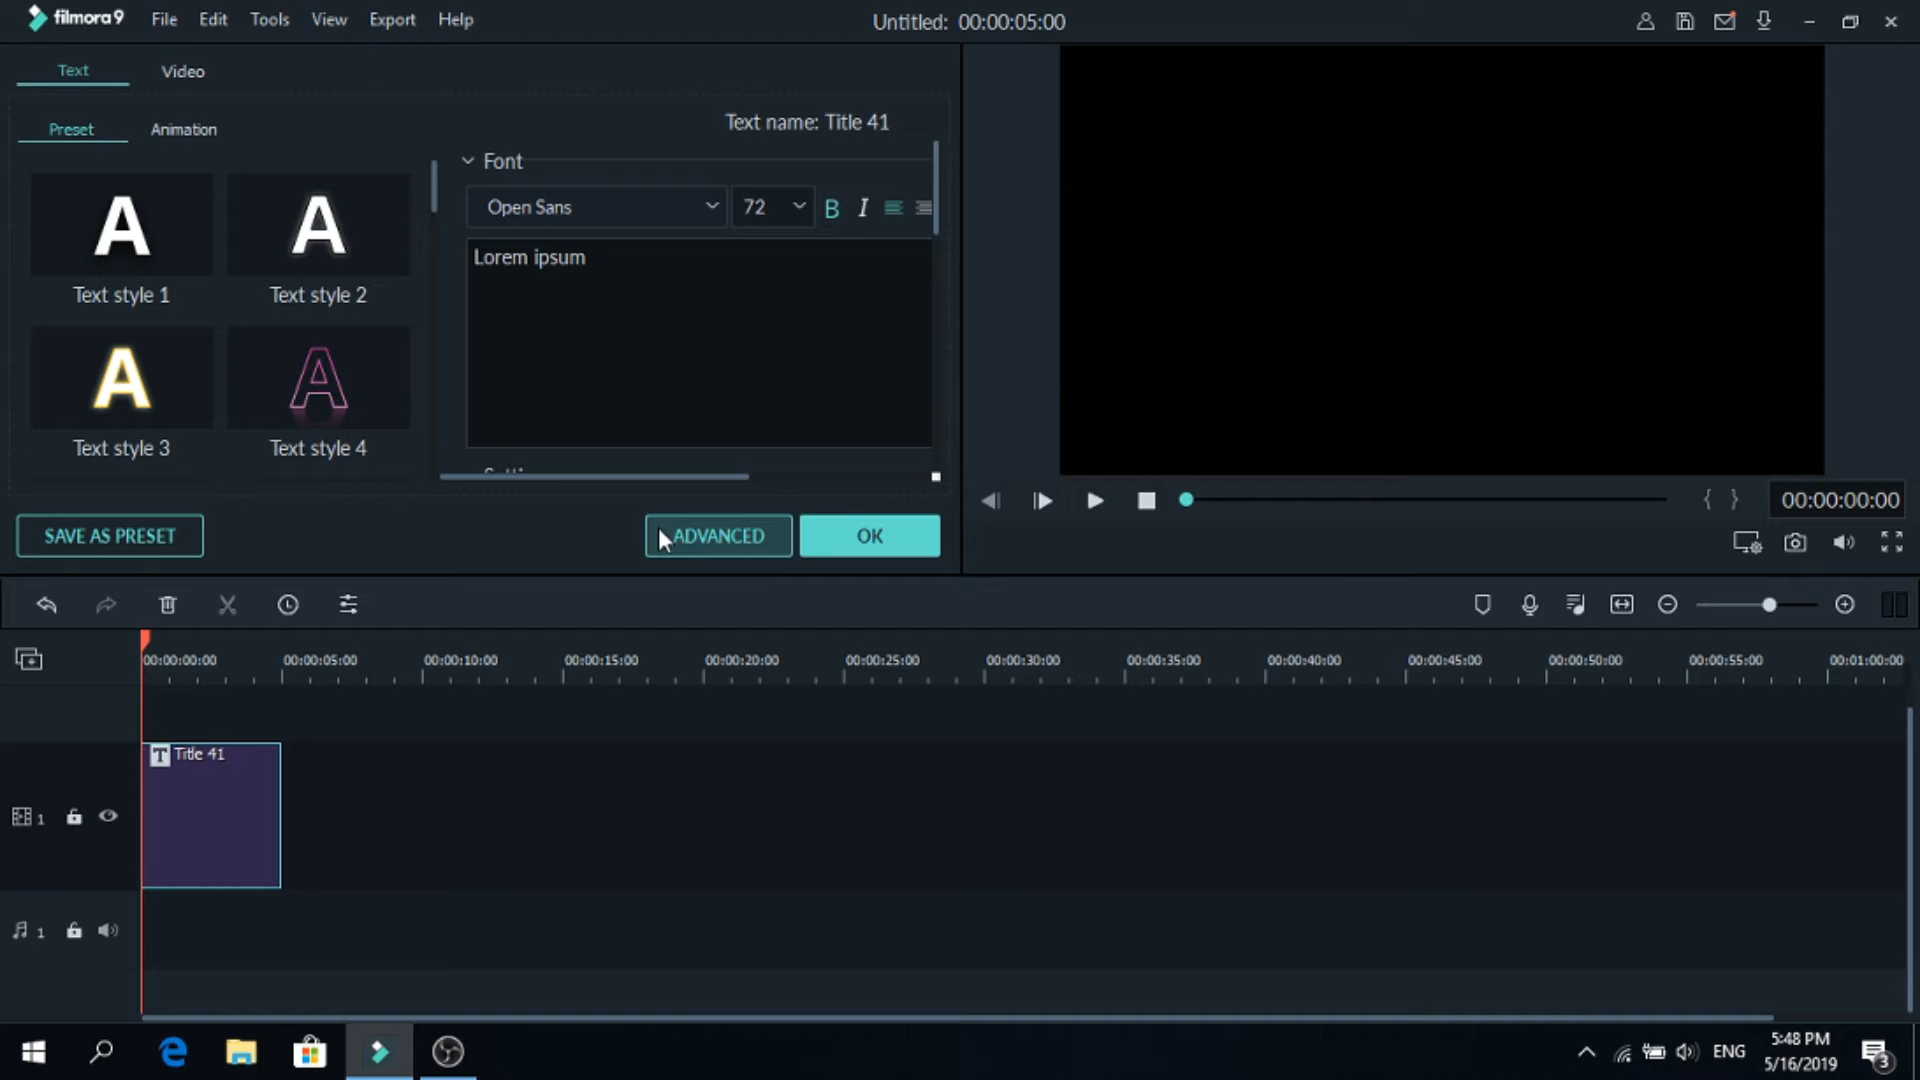 filmora9 File Edit Tools View Export Help Untitled: 00:00:05:00
Text Video
Preset Animation
Text name: Title 41
Font
Open Sans 72 B I
Lorem ipsum
A A
Text style 1 Text style 2
A A
Text style 3 Text style 4
SAVE AS PRESET ADVANCED OK
{ } 00:00:00:00
00:00:00:00 00:00:05:00 00:00:10:00 00:00:15:00 00:00:20:00 00:00:25:00 00:00:30:00 00:00:35:00 00:00:40:00 00:00:45:00 00:00:50:00 00:00:55:00 00:01:00:00
T Title 41
1
1
ENG 5:48 PM
5/16/2019 3